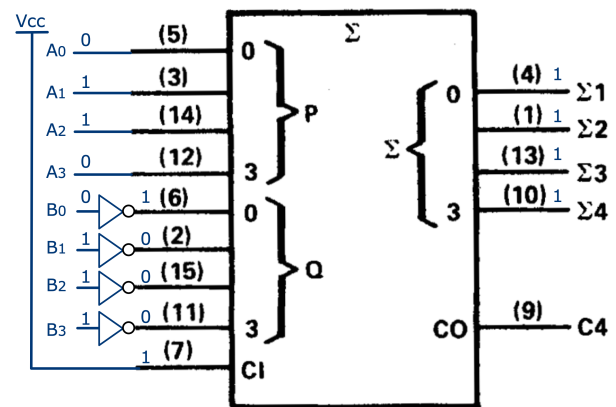 Vcc
Σ
A0 0 (5) 0
A1 1 (3)
A2 1 (14) P
A3 0 (12) 3
B0 0 1 (6) 0
B1 1 0 (2)
B2 1 0 (15) Q
B3 1 0 (11) 3
1 (7) CI
0 (4) 1 Σ1
(1) 1 Σ2
Σ (13) 1 Σ3
3 (10) 1 Σ4
CO (9) C4